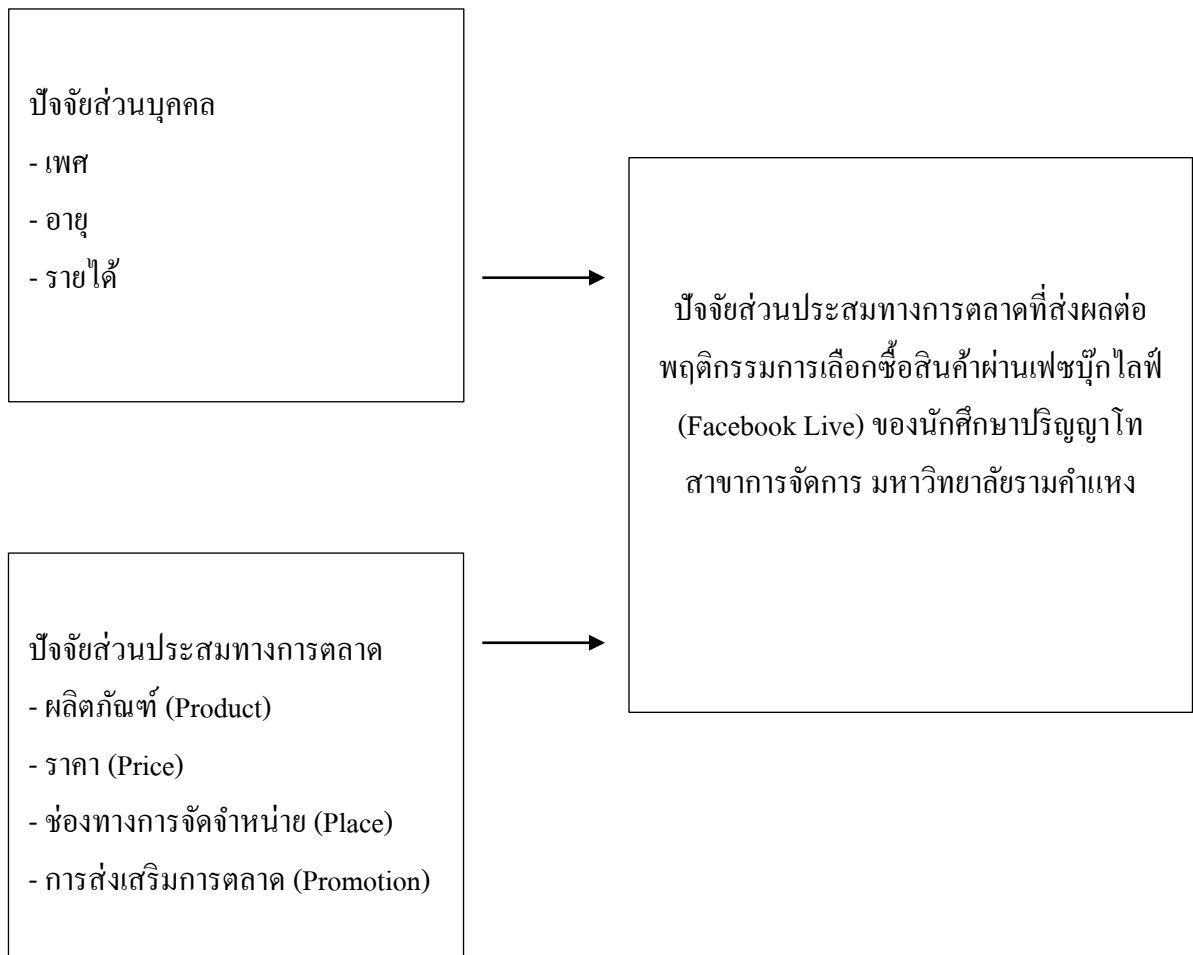 ปัจจัยส่วนบุคคล
- เพศ
- อายุ
- รายได้
ปัจจัยส่วนประสมทางการตลาดที่ส่งผลต่อ
พฤติกรรมการเลือกซื้อสินค้าผ่านเฟซบุ๊กไลฟ์
(Facebook Live) ของนักศึกษาปริญญาโท
สาขาการจัดการ มหาวิทยาลัยรามคำแหง
ปัจจัยส่วนประสมทางการตลาด
- ผลิตภัณฑ์ (Product)
- ราคา (Price)
- ช่องทางการจัดจำหน่าย (Place)
- การส่งเสริมการตลาด (Promotion)